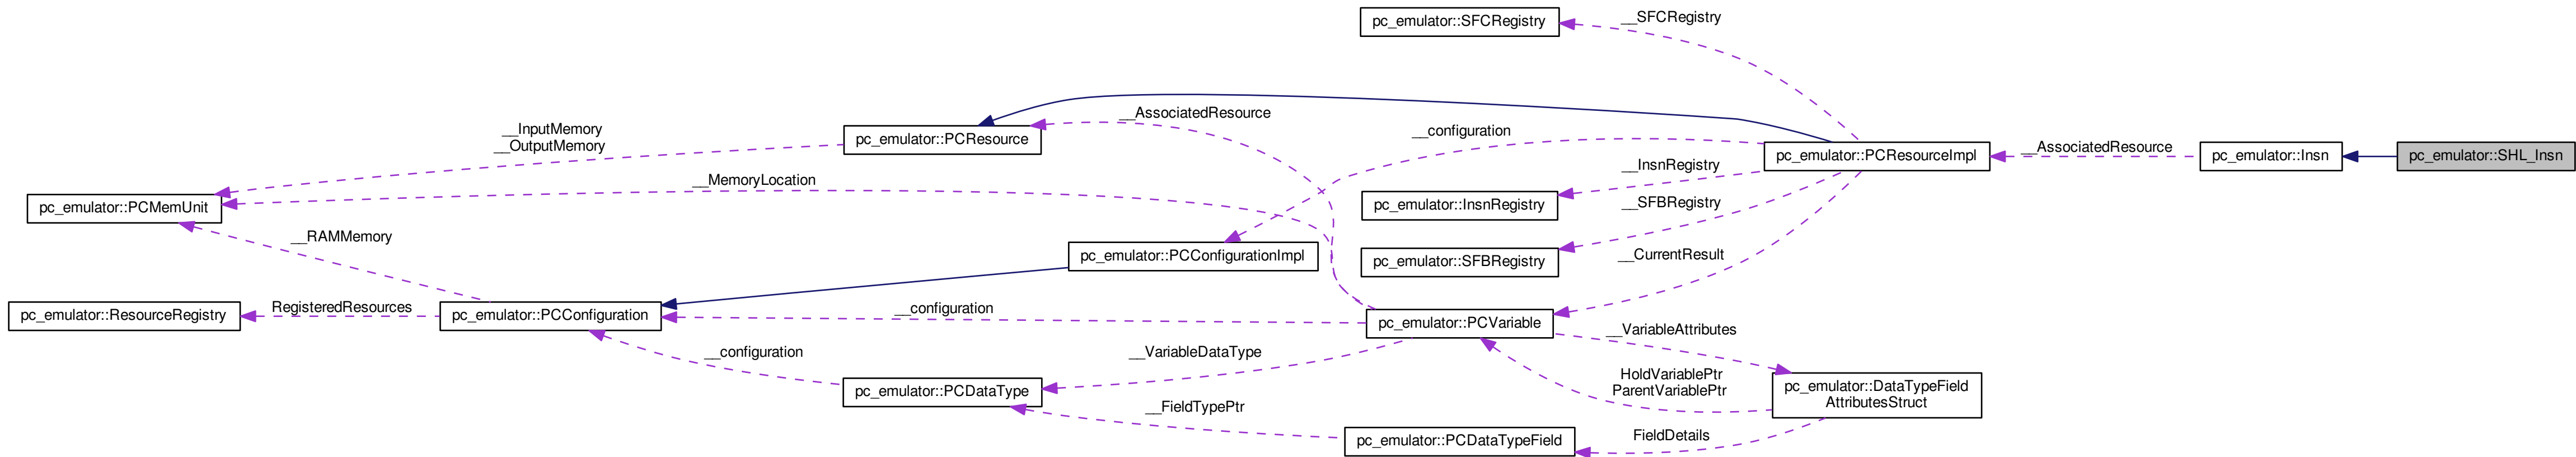 pc_emulator::SFCRegistry
__SFCRegistry
__AssociatedResource
__InputMemory
__OutputMemory
pc_emulator::PCResource
__configuration
pc_emulator::PCResourceImpl
__AssociatedResource
pc_emulator::Insn
pc_emulator::SHL_Insn
__InsnRegistry
__MemoryLocation
pc_emulator::PCMemUnit
pc_emulator::InsnRegistry
__SFBRegistry
__RAMMemory
pc_emulator::PCConfigurationImpl
pc_emulator::SFBRegistry
__CurrentResult
pc_emulator::ResourceRegistry
RegisteredResources
pc_emulator::PCConfiguration
__configuration
pc_emulator::PCVariable
__VariableAttributes
__configuration
__VariableDataType
HoldVariablePtr
ParentVariablePtr
pc_emulator::DataTypeField
AttributesStruct
pc_emulator::PCDataType
__FieldTypePtr
pc_emulator::PCDataTypeField
FieldDetails